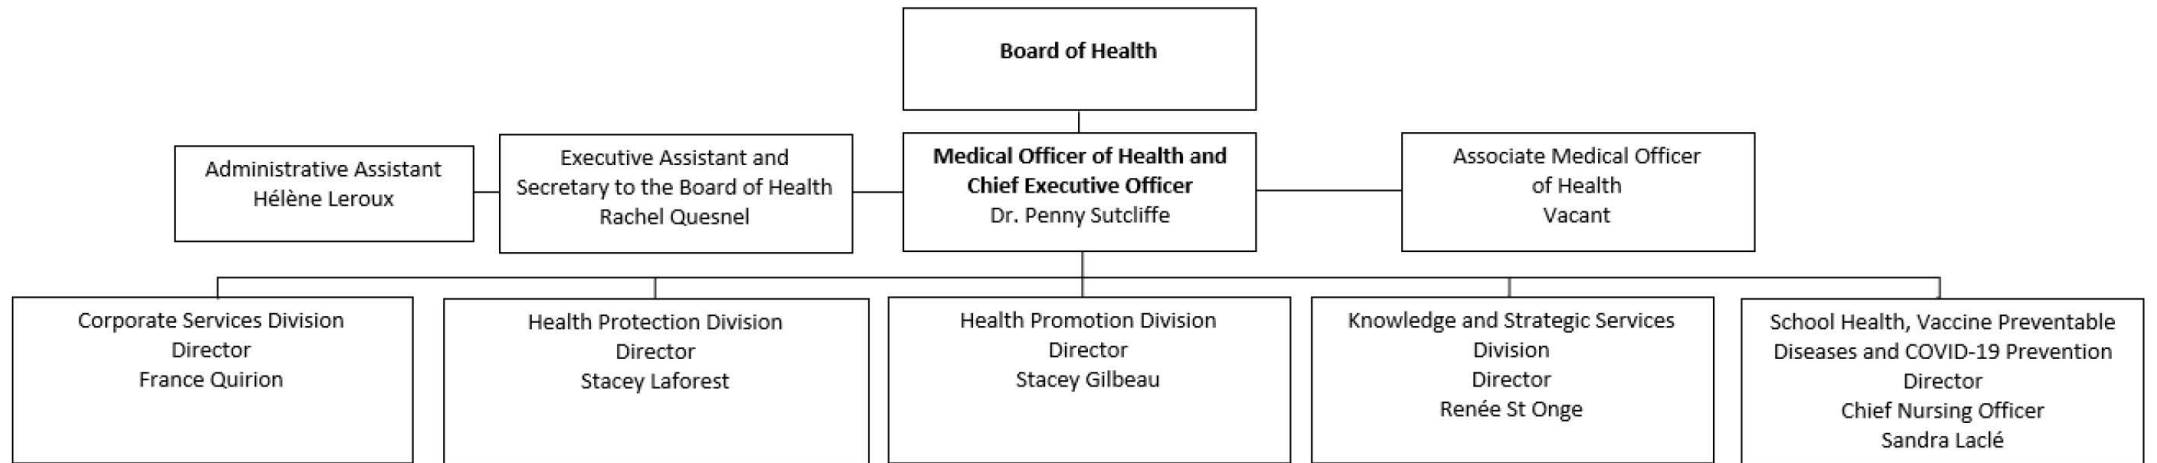 Board of Health
Administrative Assistant
Hélène Leroux
Executive Assistant and
Secretary to the Board of Health
Rachel Quesnel
Medical Officer of Health and
Chief Executive Officer
Dr. Penny Sutcliffe
Associate Medical Officer
of Health
Vacant
Corporate Services Division
Director
France Quirion
Health Protection Division
Director
Stacey Laforest
Health Promotion Division
Director
Stacey Gilbeau
Knowledge and Strategic Services
Division
Director
Renée St Onge
School Health, Vaccine Preventable
Diseases and COVID-19 Prevention
Director
Chief Nursing Officer
Sandra Laclé